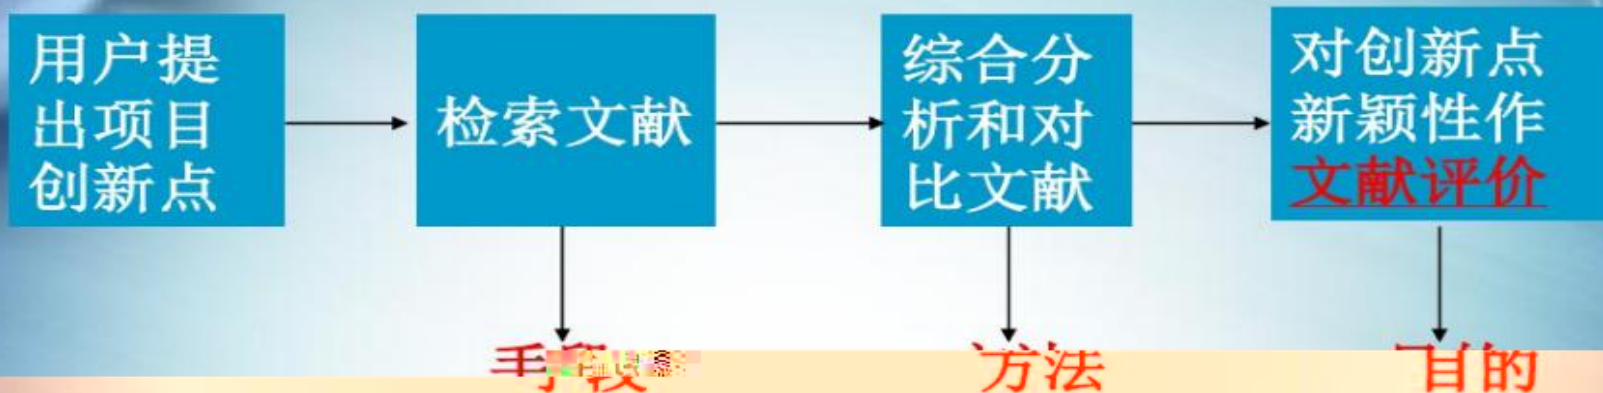 用户提
出项目
创新点
检索文献
综合分
析和对
比文献
对创新点
新颖性作
文献评价
手段
方法
目的